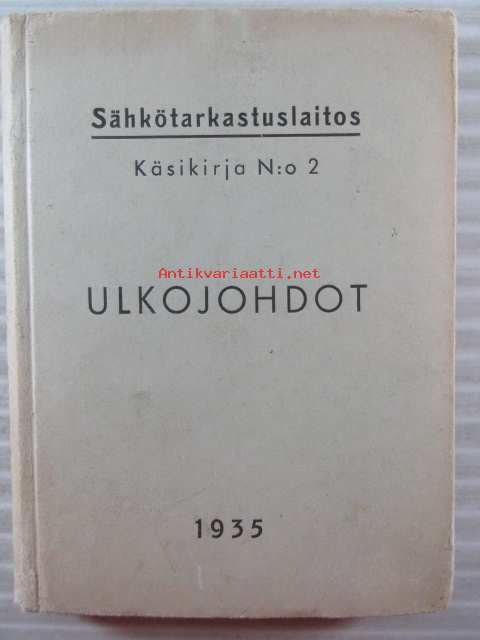 Sähkötarkastuslaitos
Käsikirja N:o 2
Antikvariaatti.net
ULKOJOHDOT
1935